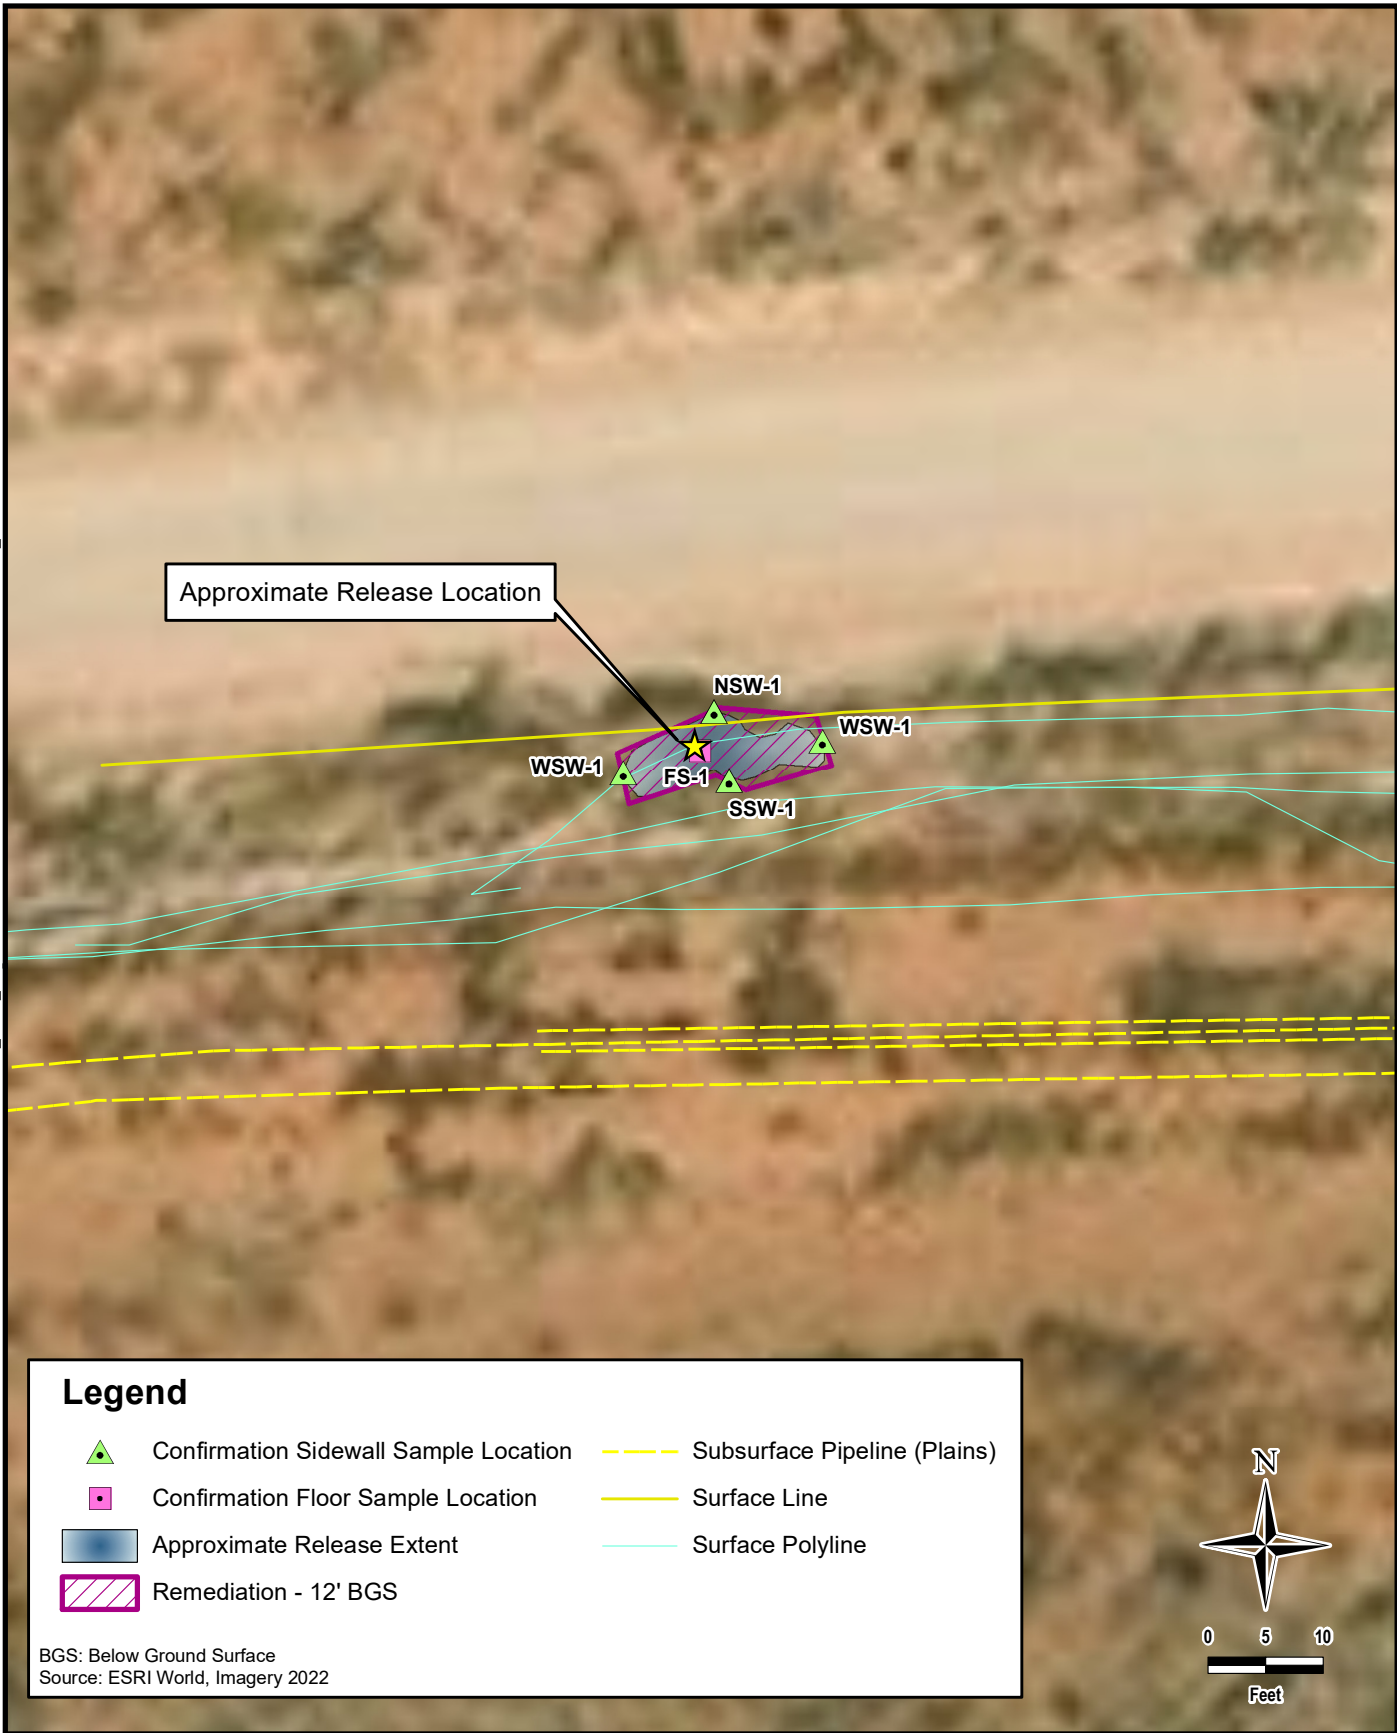 Approximate Release Location
NSW-1
WSW-1
WSW-1
FS-1
SSW-1
Legend
Confirmation Sidewall Sample Location
Subsurface Pipeline (Plains)
Confirmation Floor Sample Location
Surface Line
Approximate Release Extent
Surface Polyline
Remediation - 12' BGS
BGS: Below Ground Surface
Source: ESRI World, Imagery 2022
N
0 5 10
Feet